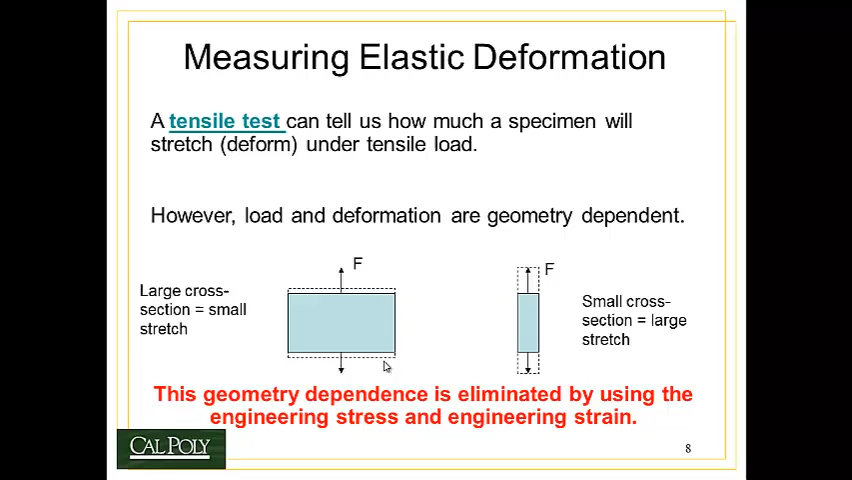 Measuring Elastic Deformation
A tensile test can tell us how much a specimen will
stretch (deform) under tensile load.
However, load and deformation are geometry dependent.
Large cross-
section = small
stretch
F
F
Small cross-
section = large
stretch
This geometry dependence is eliminated by using the
engineering stress and engineering strain.
CAL POLY
8